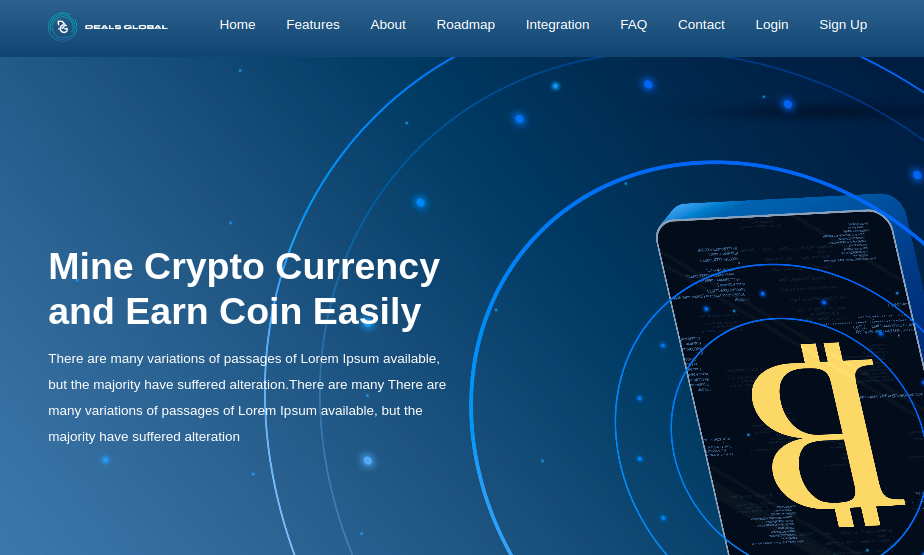 DEALS GLOBAL
Home Features About Roadmap Integration FAQ Contact Login Sign Up
Mine Crypto Currency
and Earn Coin Easily
There are many variations of passages of Lorem Ipsum available,
but the majority have suffered alteration.There are many There are
many variations of passages of Lorem Ipsum available, but the
majority have suffered alteration